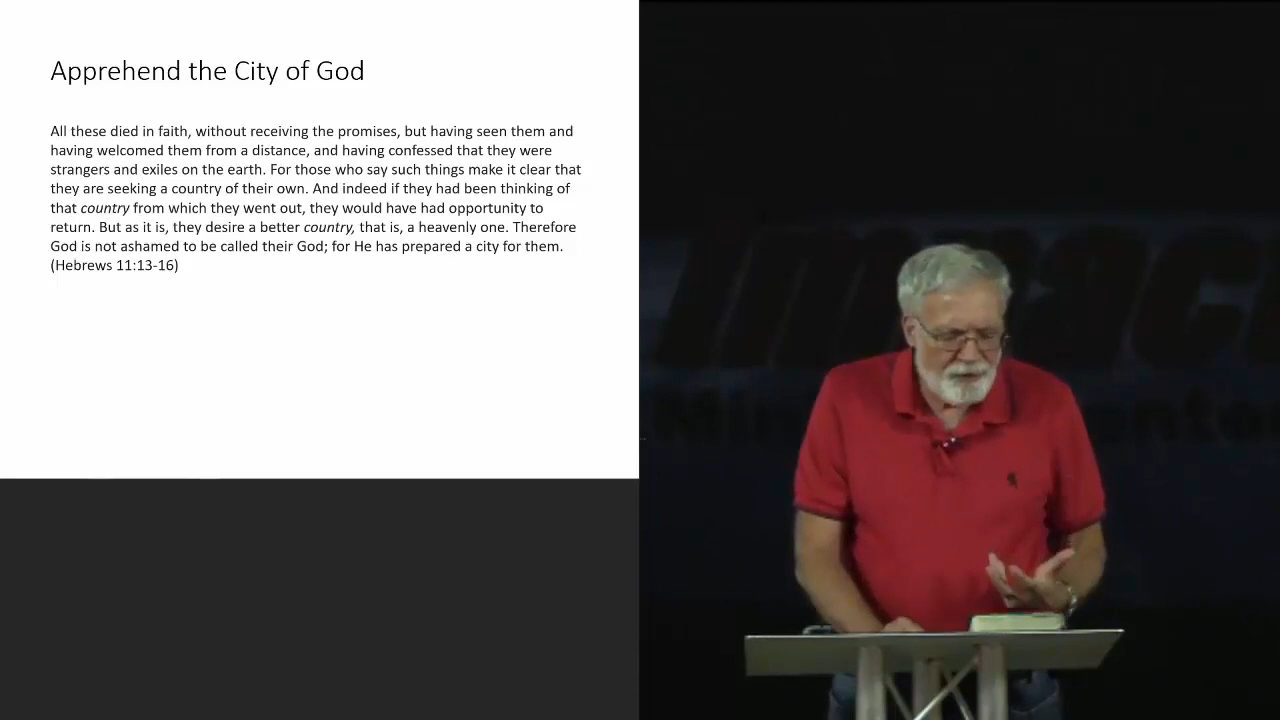 Apprehend the City of God
All these died in faith, without receiving the promises, but having seen them and
having welcomed them from a distance, and having confessed that they were
strangers and exiles on the earth. For those who say such things make it clear that
they are seeking a country of their own. And indeed if they had been thinking of
that country from which they went out, they would have had opportunity to
return. But as it is, they desire a better country, that is, a heavenly one. Therefore
God is not ashamed to be called their God; for He has prepared a city for them.
(Hebrews 11:13-16)